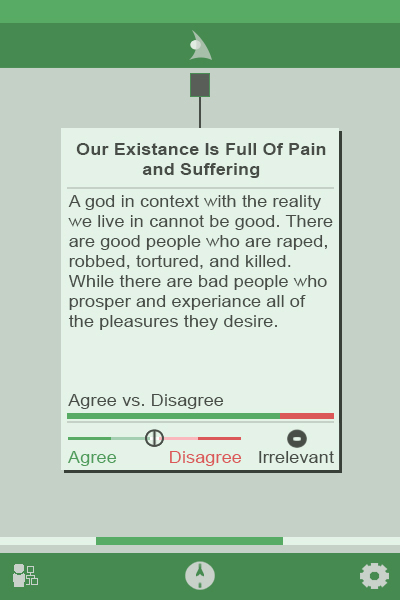 Our Existance Is Full Of Pain
and Suffering
A god in context with the reality
we live in cannot be good. There
are good people who are raped,
robbed, tortured, and killed.
While there are bad people who
prosper and experiance all of
the pleasures they desire.
Agree vs. Disagree
Agree Disagree Irrelevant